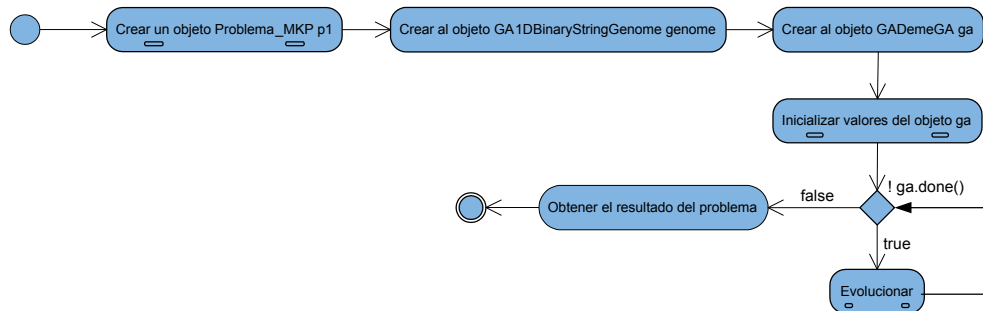 Crear un objeto Problema_MKP p1
Crear al objeto GA1DBinaryStringGenome genome
Crear al objeto GADemeGA ga
Inicializar valores del objeto ga
! ga.done()
false
Obtener el resultado del problema
true
Evolucionar